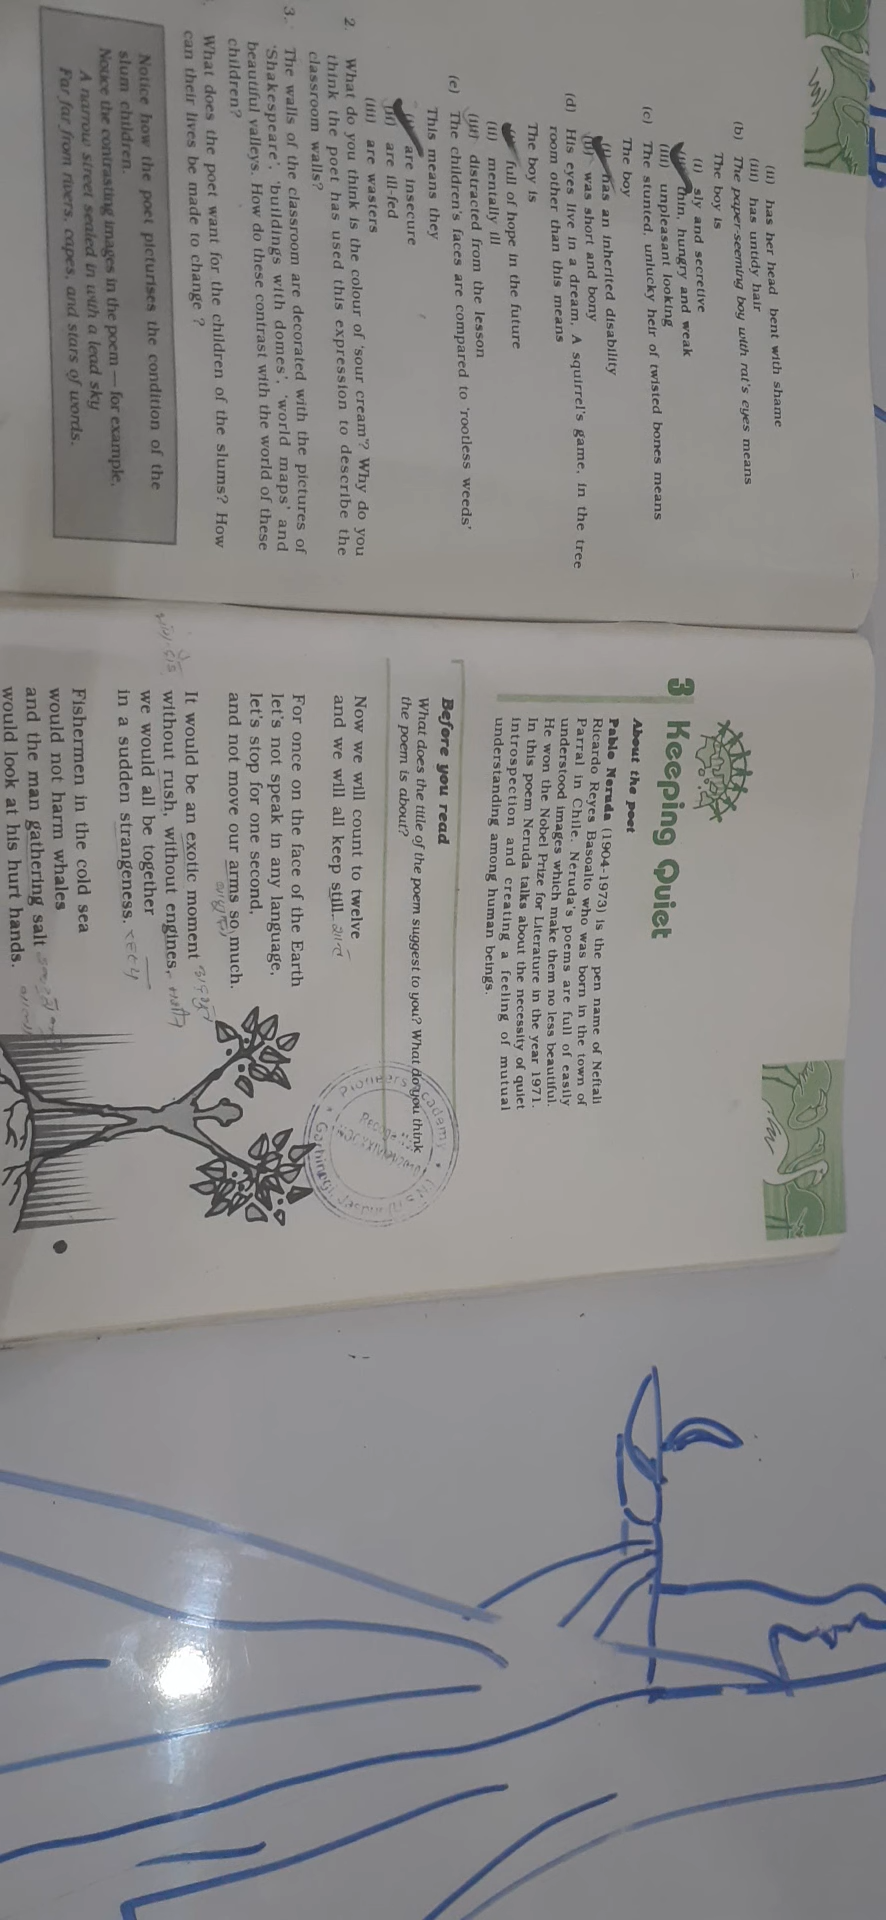 (ii) has her head bent with shame
(iii) has untidy hair
(b) The paper-seeming boy with rat's eyes means
The boy is
(i) sly and secretive
thin, hungry and weak
(iii) unpleasant looking
(c) The stunted, unlucky heir of twisted bones means
The boy
has an inherited disability
(ii) was short and bony
(d) His eyes live in a dream, A squirrel's game, in the tree
room other than this means
The boy is
full of hope in the future
(ii) mentally ill
(iii) distracted from the lesson
(e) The children's faces are compared to 'rootless weeds'
This means they
are insecure
(ii) are ill-fed
(iii) are wasters
2. What do you think is the colour of 'sour cream'? Why do you
think the poet has used this expression to describe the
classroom walls?
3. The walls of the classroom are decorated with the pictures of
'Shakespeare', 'buildings with domes', 'world maps' and
beautiful valleys. How do these contrast with the world of these
children?
What does the poet want for the children of the slums? How
can their lives be made to change ?
Notice how the poet picturises the condition of the
slum children.
Notice the contrasting images in the poem — for example,
A narrow street sealed in with a lead sky
Far far from rivers, capes, and stars of words.
3 Keeping Quiet
About the poet
Pablo Neruda (1904-1973) is the pen name of Neftali
Ricardo Reyes Basoalto who was born in the town of
Parral in Chile. Neruda's poems are full of easily
understood images which make them no less beautiful.
He won the Nobel Prize for Literature in the year 1971.
In this poem Neruda talks about the necessity of quiet
introspection and creating a feeling of mutual
understanding among human beings.
Before you read
What does the title of the poem suggest to you? What do you think
the poem is about?
Now we will count to twelve
and we will all keep still.
For once on the face of the Earth
let's not speak in any language,
let's stop for one second,
and not move our arms so much.
It would be an exotic moment
without rush, without engines,
we would all be together
in a sudden strangeness.
Fishermen in the cold sea
would not harm whales
and the man gathering salt
would look at his hurt hands.